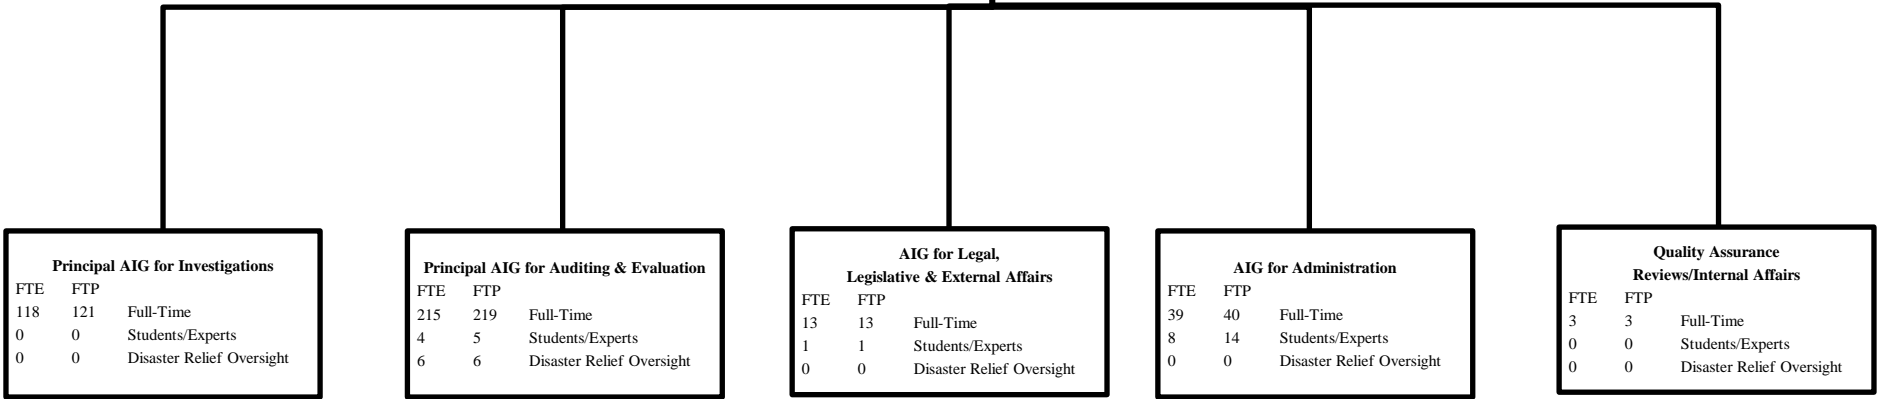 Principal AIG for Investigations
FTE FTP
118 121 Full-Time
0 0 Students/Experts
0 0 Disaster Relief Oversight
Principal AIG for Auditing & Evaluation
FTE FTP
215 219 Full-Time
4 5 Students/Experts
6 6 Disaster Relief Oversight
AIG for Legal,
Legislative & External Affairs
FTE FTP
13 13 Full-Time
1 1 Students/Experts
0 0 Disaster Relief Oversight
AIG for Administration
FTE FTP
39 40 Full-Time
8 14 Students/Experts
0 0 Disaster Relief Oversight
Quality Assurance
Reviews/Internal Affairs
FTE FTP
3 3 Full-Time
0 0 Students/Experts
0 0 Disaster Relief Oversight